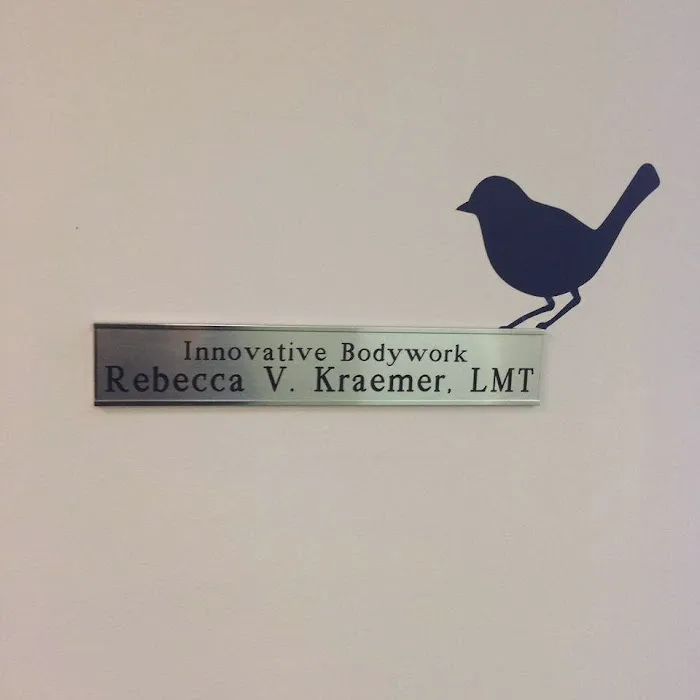 Innovative Bodywork
Rebecca V. Kraemer, LMT